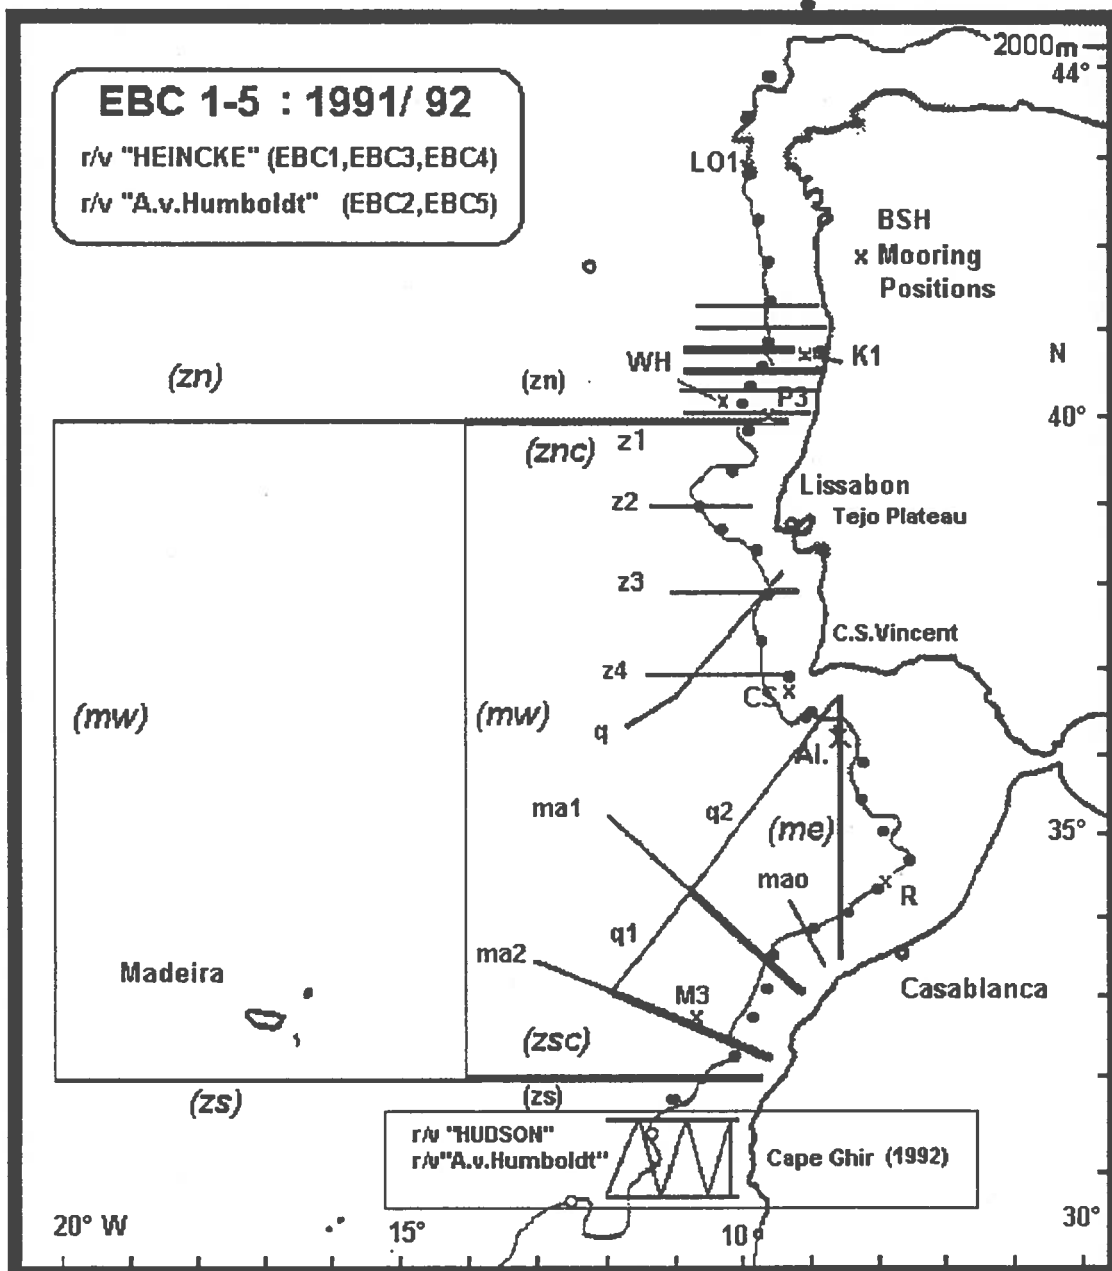 2000m
44°
EBC 1-5 : 1991/ 92
r/v "HEINCKE" (EBC1,EBC3,EBC4)
r/v "A.v.Humboldt" (EBC2,EBC5)
LO1
BSH
x Mooring
Positions
WH
K1
N
(zn)
(zn)
P3
40°
z1
(znc)
Lissabon
z2
Tejo Plateau
z3
C.S.Vincent
z4
CS
(mw)
(mw)
q
Al.
ma1
q2
(me)
35°
mao
R
q1
ma2
Madeira
M3
Casablanca
(zsc)
(zs)
(zs)
r/v "HUDSON"
r/v"A.v.Humboldt"
Cape Ghir (1992)
20° W
15°
10
30°